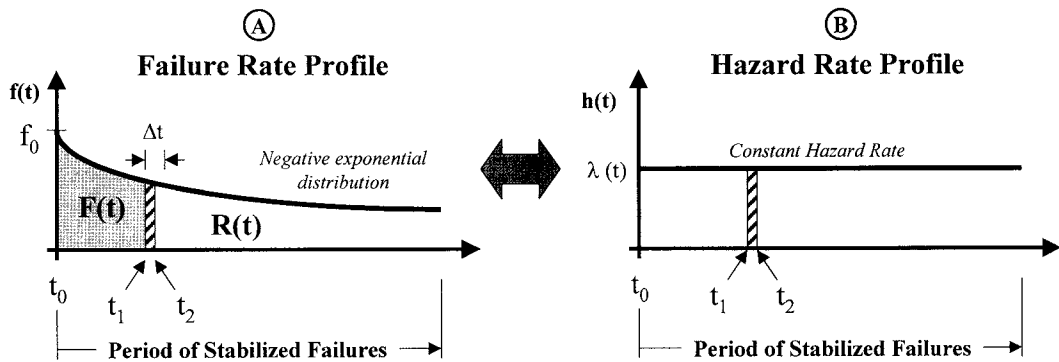 A
Failure Rate Profile
f(t)
f0
Δt
Negative exponential
distribution
F(t)
R(t)
t0
t1
t2
Period of Stabilized Failures
B
Hazard Rate Profile
h(t)
λ (t)
Constant Hazard Rate
t0
t1
t2
Period of Stabilized Failures